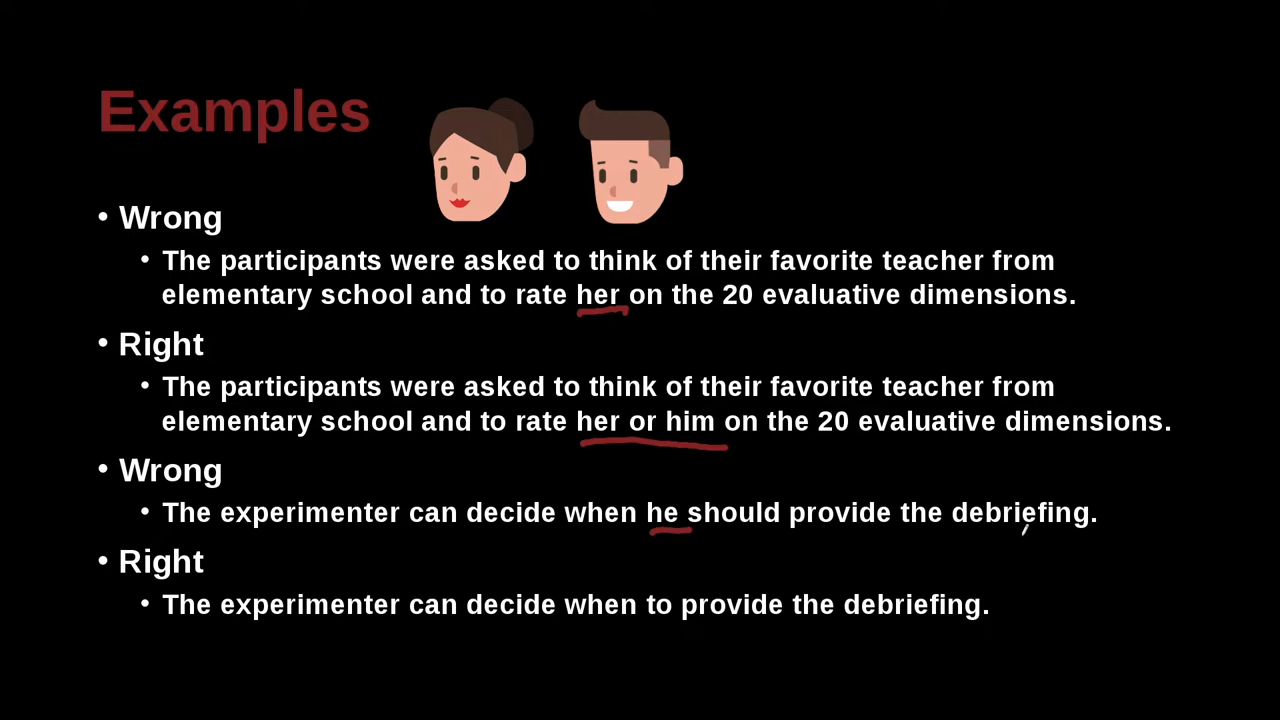 Examples
• Wrong
• The participants were asked to think of their favorite teacher from
elementary school and to rate her on the 20 evaluative dimensions.
• Right
• The participants were asked to think of their favorite teacher from
elementary school and to rate her or him on the 20 evaluative dimensions.
• Wrong
• The experimenter can decide when he should provide the debriefing.
• Right
• The experimenter can decide when to provide the debriefing.